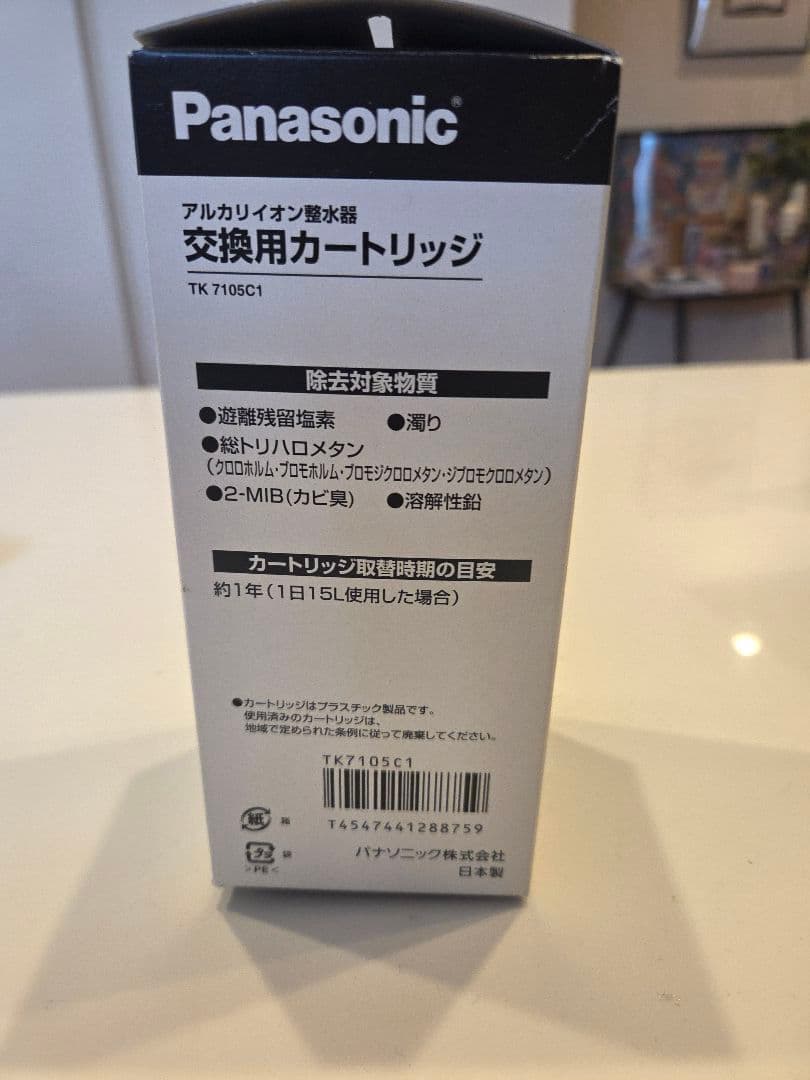 Panasonic®
アルカリイオン整水器
交換用カートリッジ
TK 7105C1
除去対象物質
●遊離残留塩素 ●濁り
●総トリハロメタン
(クロロホルム・ブロモホルム・ブロモジクロロメタン・ジブロモクロロメタン)
●2-MIB(カビ臭) ●溶解性鉛
カートリッジ取替時期の目安
約1年(1日15L使用した場合)
●カートリッジはプラスチック製品です。
使用済みのカートリッジは、
地域で定められた条例に従って廃棄してください。
TK7105C1
T4547441288759
紙 箱
プラ 袋
>PE<
パナソニック株式会社
日本製